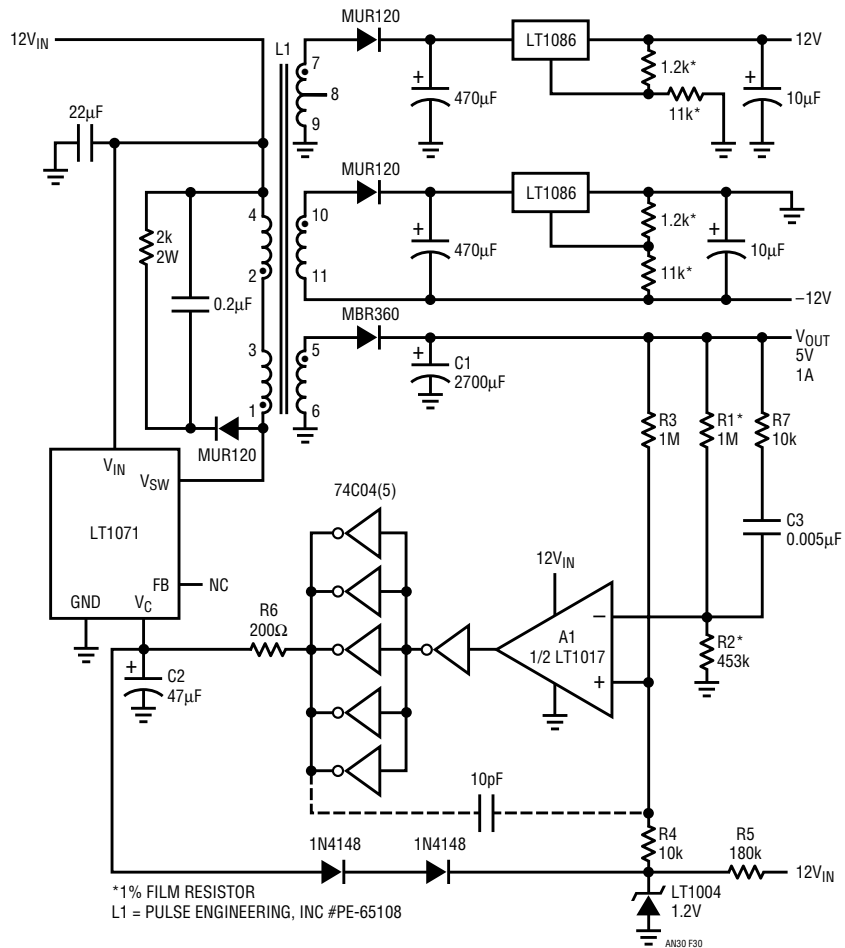 12VIN
L1
MUR120
LT1086
12V
7
8
9
+
470µF
1.2k*
11k*
+
10µF
22µF
MUR120
LT1086
4
2
10
11
2k
2W
0.2µF
+
470µF
1.2k*
11k*
+
10µF
–12V
MBR360
3
1
5
6
+
C1
2700µF
VOUT
5V
1A
R3
1M
R1*
1M
R7
10k
MUR120
VIN
VSW
LT1071
FB
NC
GND
VC
74C04(5)
C3
0.005µF
12VIN
R6
200Ω
A1
1/2 LT1017
–
+
R2*
453k
+
C2
47µF
10pF
1N4148
1N4148
R4
10k
R5
180k
12VIN
LT1004
1.2V
*1% FILM RESISTOR
L1 = PULSE ENGINEERING, INC #PE-65108
AN30 F30